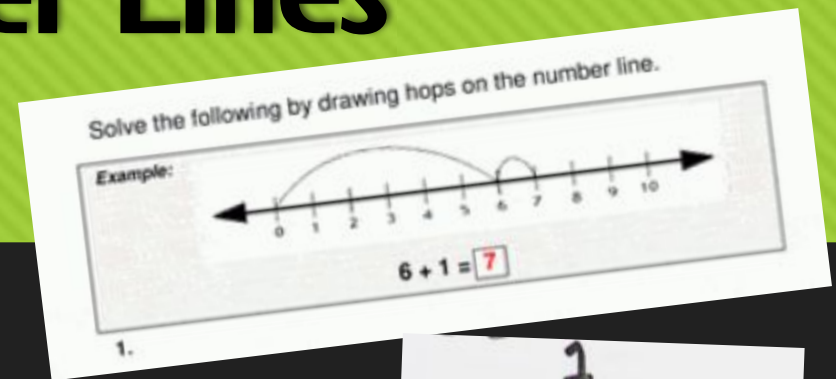 er Lines
Solve the following by drawing hops on the number line.
Example:
0 1 2 3 4 5 6 7 8 9 10
6 + 1 = 7
1.